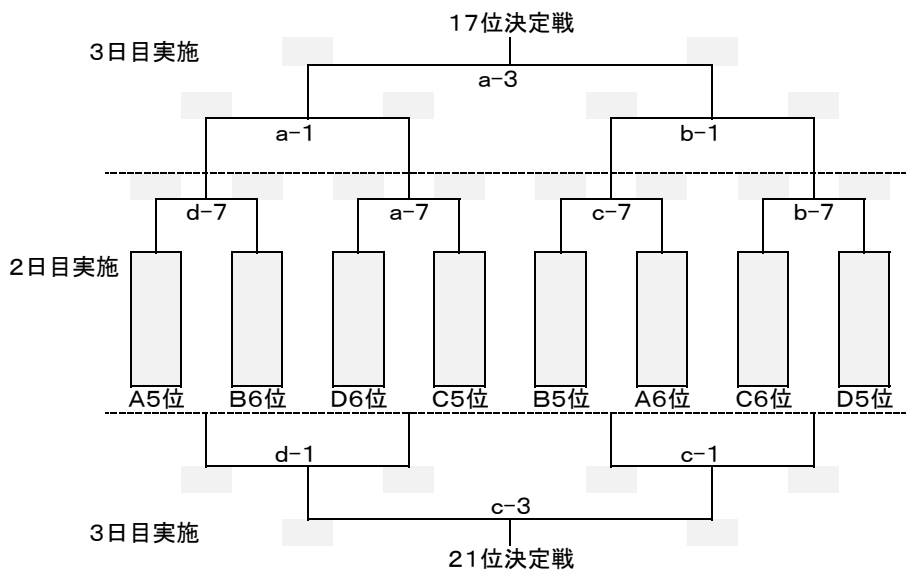 17位決定戦
3日目実施
a-3
a-1
b-1
d-7
a-7
c-7
b-7
2日目実施
A5位
B6位
D6位
C5位
B5位
A6位
C6位
D5位
d-1
c-1
c-3
3日目実施
21位決定戦